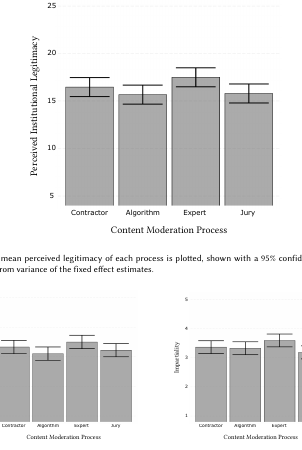 25
20
15
10
5
Perceived Institutional Legitimacy
Contractor Algorithm Expert Jury
Content Moderation Process
mean perceived legitimacy of each process is plotted, shown with a 95% confid
rom variance of the fixed effect estimates.
Contractor Algorithm Expert Jury
Content Moderation Process
5
4
3
2
1
Impartiality
Contractor Algorithm Expert
Content Moderation Process